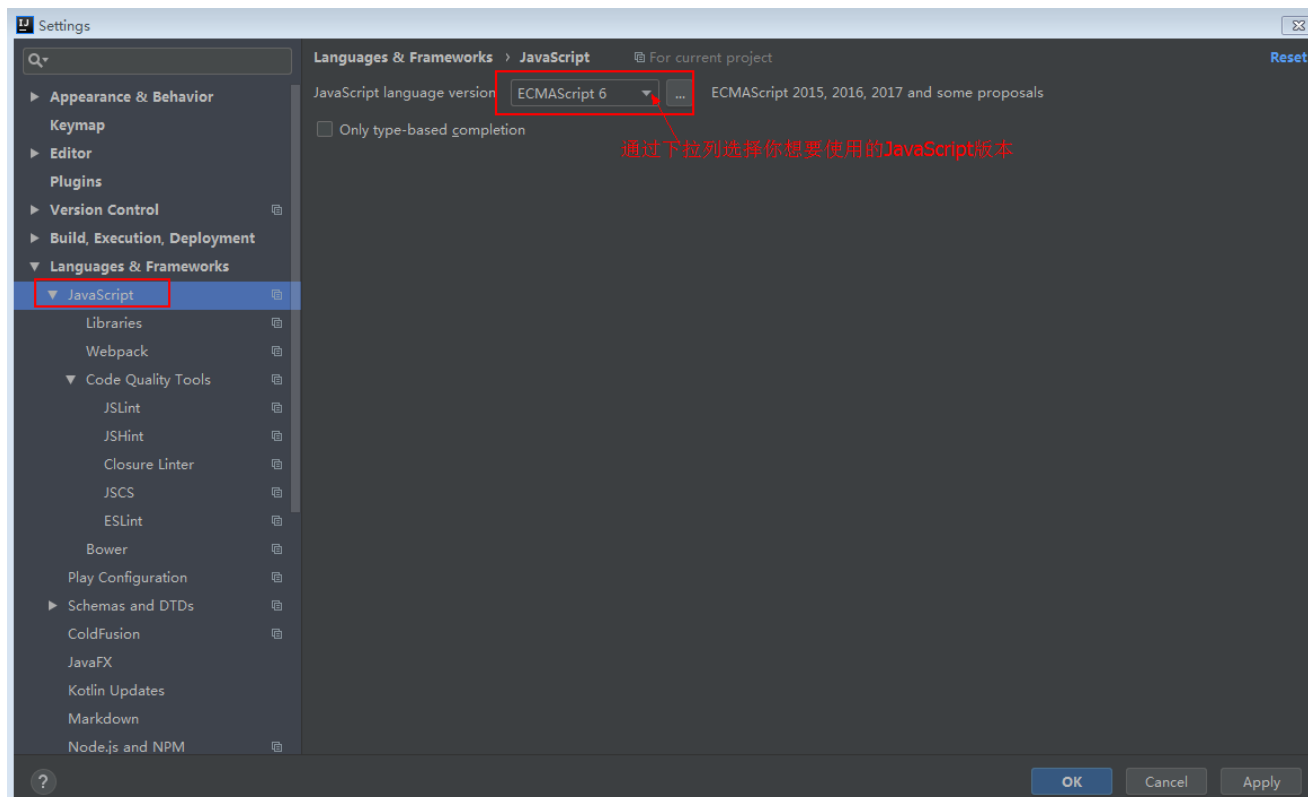 Settings
Languages & Frameworks › JavaScript For current project Reset
Appearance & Behavior
Keymap
Editor
Plugins
Version Control
Build, Execution, Deployment
Languages & Frameworks
JavaScript
Libraries
Webpack
Code Quality Tools
JSLint
JSHint
Closure Linter
JSCS
ESLint
Bower
Play Configuration
Schemas and DTDs
ColdFusion
JavaFX
Kotlin Updates
Markdown
Node.js and NPM
JavaScript language version ECMAScript 6 ... ECMAScript 2015, 2016, 2017 and some proposals
Only type-based completion
通过下拉列选择你想要使用的JavaScript版本
? OK Cancel Apply